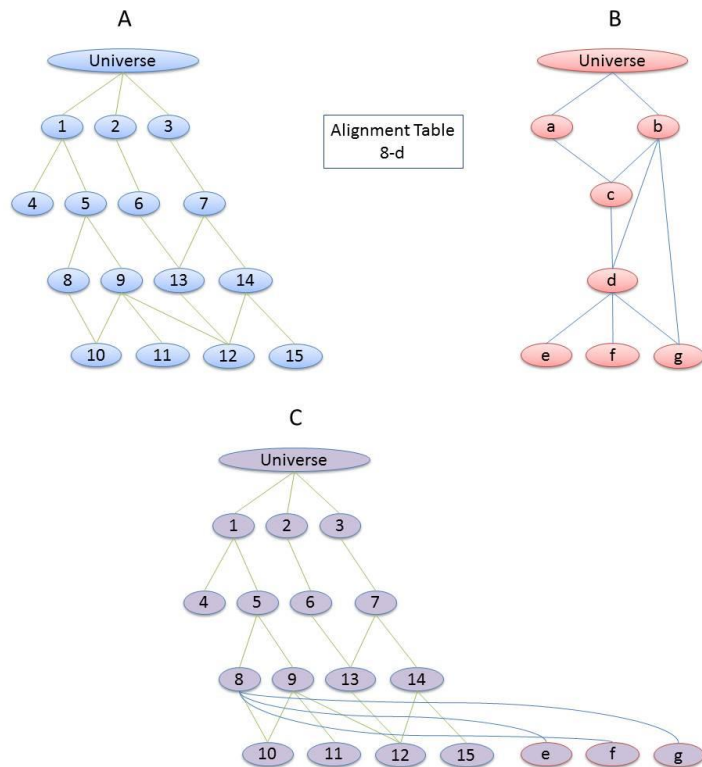 A
B
Universe
Universe
1 2 3
a b
Alignment Table
8-d
4 5 6 7
c
8 9 13 14
d
10 11 12 15
e f g
C
Universe
1 2 3
4 5 6 7
8 9 13 14
10 11 12 15 e f g